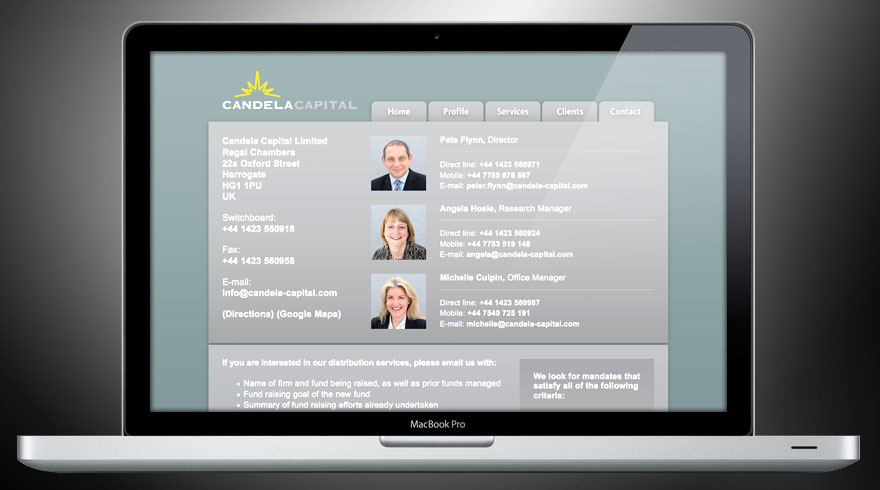 CANDELACAPITAL
Home
Profile
Services
Clients
Contact
Candela Capital Limited
Regal Chambers
22a Oxford Street
Harrogate
HG1 1PU
UK
Switchboard:
+44 1423 560918
Fax:
+44 1423 560958
E-mail:
info@candela-capital.com
(Directions) (Google Maps)
Pete Flynn, Director
Direct line: +44 1423 560971
Mobile: +44 7780 676 667
E-mail: peter.flynn@candela-capital.com
Angela Hosie, Research Manager
Direct line: +44 1423 560924
Mobile: +44 7753 519 148
E-mail: angela@candela-capital.com
Michelle Culpin, Office Manager
Direct line: +44 1423 560987
Mobile: +44 7540 725 191
E-mail: michelle@candela-capital.com
If you are interested in our distribution services, please email us with:
• Name of firm and fund being raised, as well as prior funds managed
• Fund raising goal of the new fund
• Summary of fund raising efforts already undertaken
We look for mandates that
satisfy all of the following
criteria:
MacBook Pro